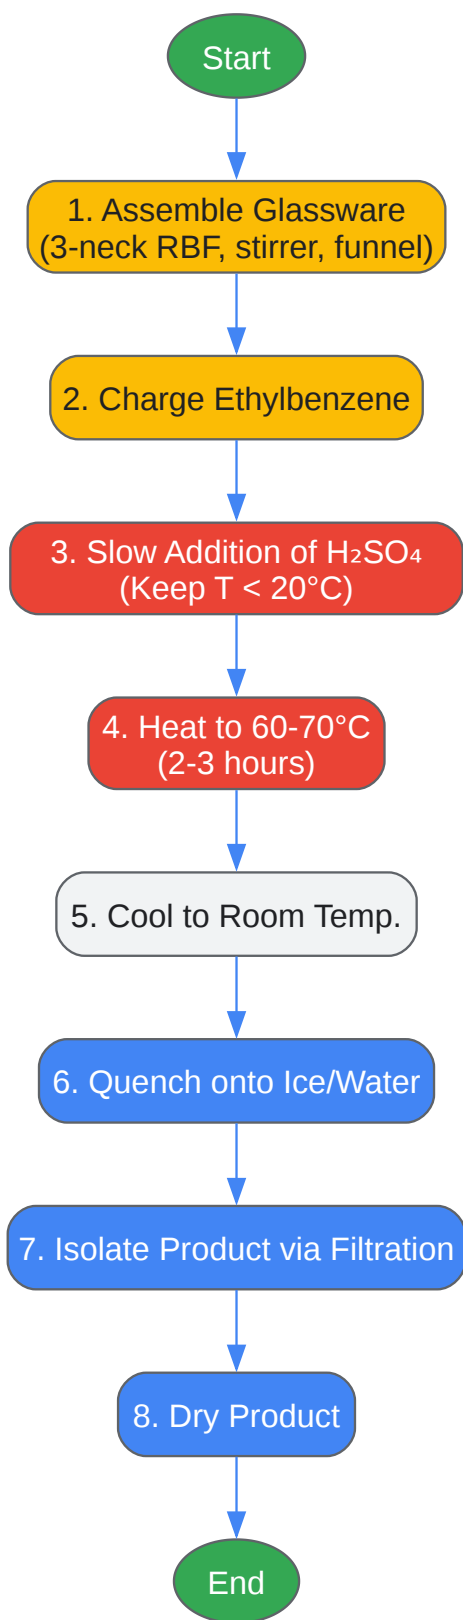 Start
1. Assemble Glassware
(3-neck RBF, stirrer, funnel)
2. Charge Ethylbenzene
3. Slow Addition of H₂SO₄
(Keep T < 20°C)
4. Heat to 60-70°C
(2-3 hours)
5. Cool to Room Temp.
6. Quench onto Ice/Water
7. Isolate Product via Filtration
8. Dry Product
End